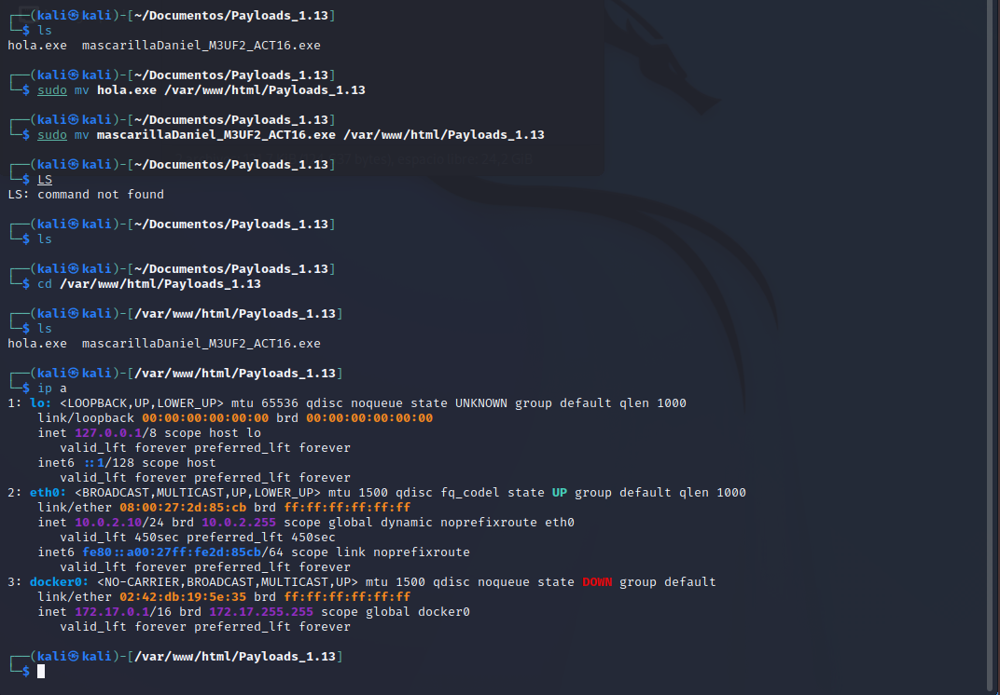 ┌──(kali㉿kali)-[~/Documentos/Payloads_1.13]
└─$ ls
hola.exe  mascarillaDaniel_M3UF2_ACT16.exe
┌──(kali㉿kali)-[~/Documentos/Payloads_1.13]
└─$ sudo mv hola.exe /var/www/html/Payloads_1.13
┌──(kali㉿kali)-[~/Documentos/Payloads_1.13]
└─$ sudo mv mascarillaDaniel_M3UF2_ACT16.exe /var/www/html/Payloads_1.13
┌──(kali㉿kali)-[~/Documentos/Payloads_1.13]
└─$ LS
LS: command not found
┌──(kali㉿kali)-[~/Documentos/Payloads_1.13]
└─$ ls
┌──(kali㉿kali)-[~/Documentos/Payloads_1.13]
└─$ cd /var/www/html/Payloads_1.13
┌──(kali㉿kali)-[/var/www/html/Payloads_1.13]
└─$ ls
hola.exe  mascarillaDaniel_M3UF2_ACT16.exe
┌──(kali㉿kali)-[/var/www/html/Payloads_1.13]
└─$ ip a
1: lo: <LOOPBACK,UP,LOWER_UP> mtu 65536 qdisc noqueue state UNKNOWN group default qlen 1000
    link/loopback 00:00:00:00:00:00 brd 00:00:00:00:00:00
    inet 127.0.0.1/8 scope host lo
       valid_lft forever preferred_lft forever
    inet6 ::1/128 scope host
       valid_lft forever preferred_lft forever
2: eth0: <BROADCAST,MULTICAST,UP,LOWER_UP> mtu 1500 qdisc fq_codel state UP group default qlen 1000
    link/ether 08:00:27:2d:85:cb brd ff:ff:ff:ff:ff:ff
    inet 10.0.2.10/24 brd 10.0.2.255 scope global dynamic noprefixroute eth0
       valid_lft 450sec preferred_lft 450sec
    inet6 fe80::a00:27ff:fe2d:85cb/64 scope link noprefixroute
       valid_lft forever preferred_lft forever
3: docker0: <NO-CARRIER,BROADCAST,MULTICAST,UP> mtu 1500 qdisc noqueue state DOWN group default
    link/ether 02:42:db:19:5e:35 brd ff:ff:ff:ff:ff:ff
    inet 172.17.0.1/16 brd 172.17.255.255 scope global docker0
       valid_lft forever preferred_lft forever
┌──(kali㉿kali)-[/var/www/html/Payloads_1.13]
└─$